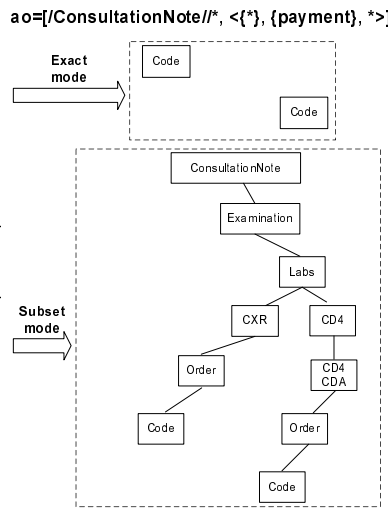 ao=[/ConsultationNote//*, <{*}, {payment}, *>]
Exact
mode
Code
Code
ConsultationNote
Examination
Labs
Subset
mode
CXR
CD4
Order
CD4
CDA
Code
Order
Code